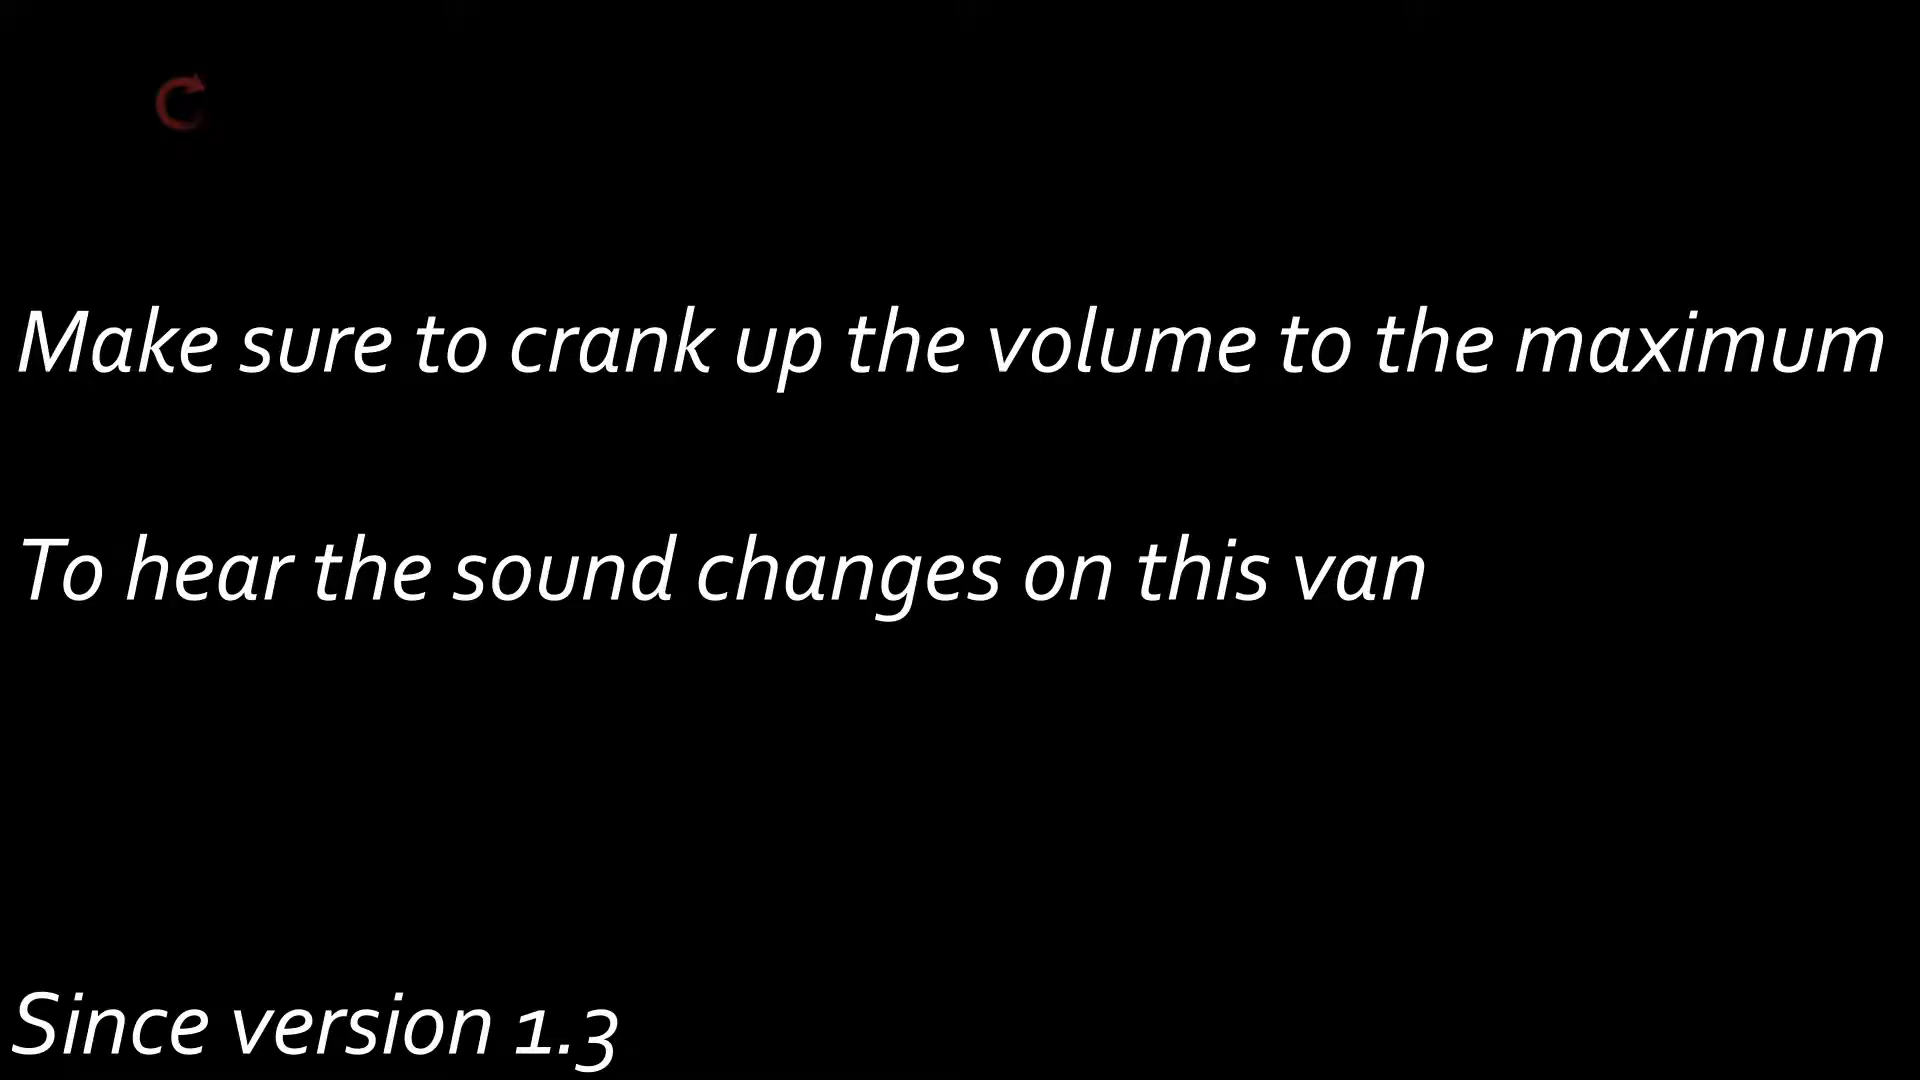 Make sure to crank up the volume to the maximum
To hear the sound changes on this van
Since version 1.3